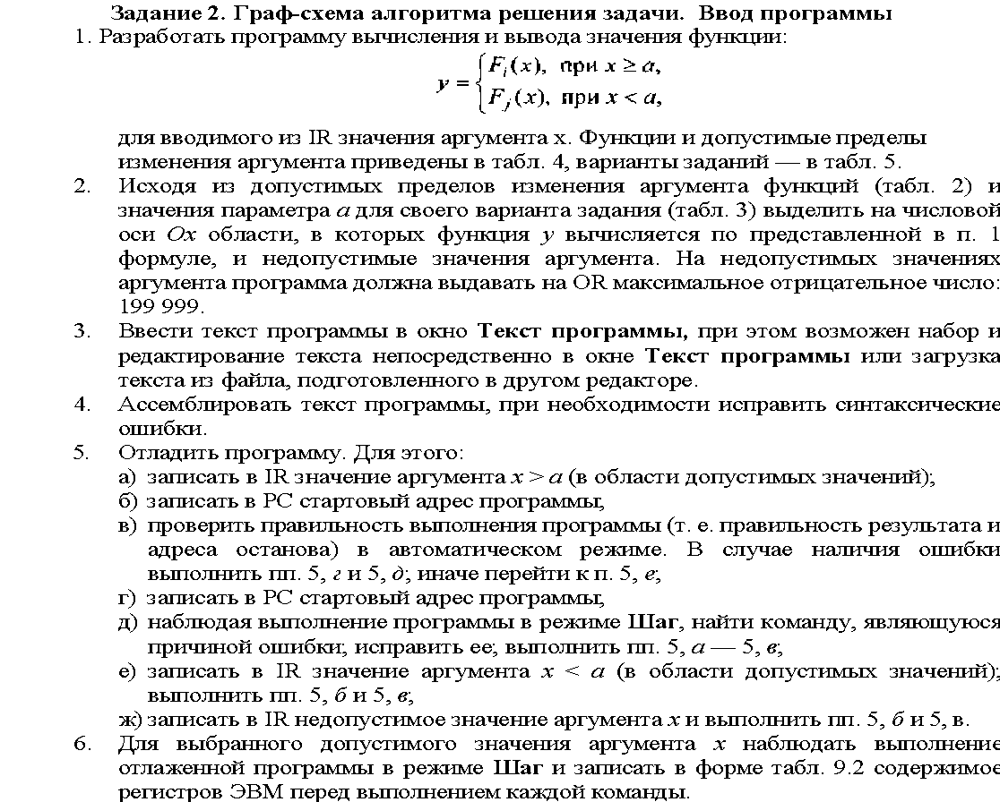 Задание 2. Граф-схема алгоритма решения задачи. Ввод программы
1. Разработать программу вычисления и вывода значения функции:
y = { F_i(x), при x ≥ a,
F_j(x), при x < a,
для вводимого из IR значения аргумента x. Функции и допустимые пределы
изменения аргумента приведены в табл. 4, варианты заданий — в табл. 5.
2. Исходя из допустимых пределов изменения аргумента функций (табл. 2) и
значения параметра a для своего варианта задания (табл. 3) выделить на числовой
оси Ox области, в которых функция y вычисляется по представленной в п. 1
формуле, и недопустимые значения аргумента. На недопустимых значениях
аргумента программа должна выдавать на OR максимальное отрицательное число:
199 999.
3. Ввести текст программы в окно Текст программы, при этом возможен набор и
редактирование текста непосредственно в окне Текст программы или загрузка
текста из файла, подготовленного в другом редакторе.
4. Ассемблировать текст программы, при необходимости исправить синтаксические
ошибки.
5. Отладить программу. Для этого:
а) записать в IR значение аргумента x > a (в области допустимых значений);
б) записать в PC стартовый адрес программы;
в) проверить правильность выполнения программы (т. е. правильность результата и
адреса останова) в автоматическом режиме. В случае наличия ошибки
выполнить пп. 5, г и 5, д; иначе перейти к п. 5, е;
г) записать в PC стартовый адрес программы;
д) наблюдая выполнение программы в режиме Шаг, найти команду, являющуюся
причиной ошибки; исправить ее; выполнить пп. 5, а — 5, в;
е) записать в IR значение аргумента x < a (в области допустимых значений);
выполнить пп. 5, б и 5, в;
ж) записать в IR недопустимое значение аргумента x и выполнить пп. 5, б и 5, в.
6. Для выбранного допустимого значения аргумента x наблюдать выполнение
отлаженной программы в режиме Шаг и записать в форме табл. 9.2 содержимое
регистров ЭВМ перед выполнением каждой команды.